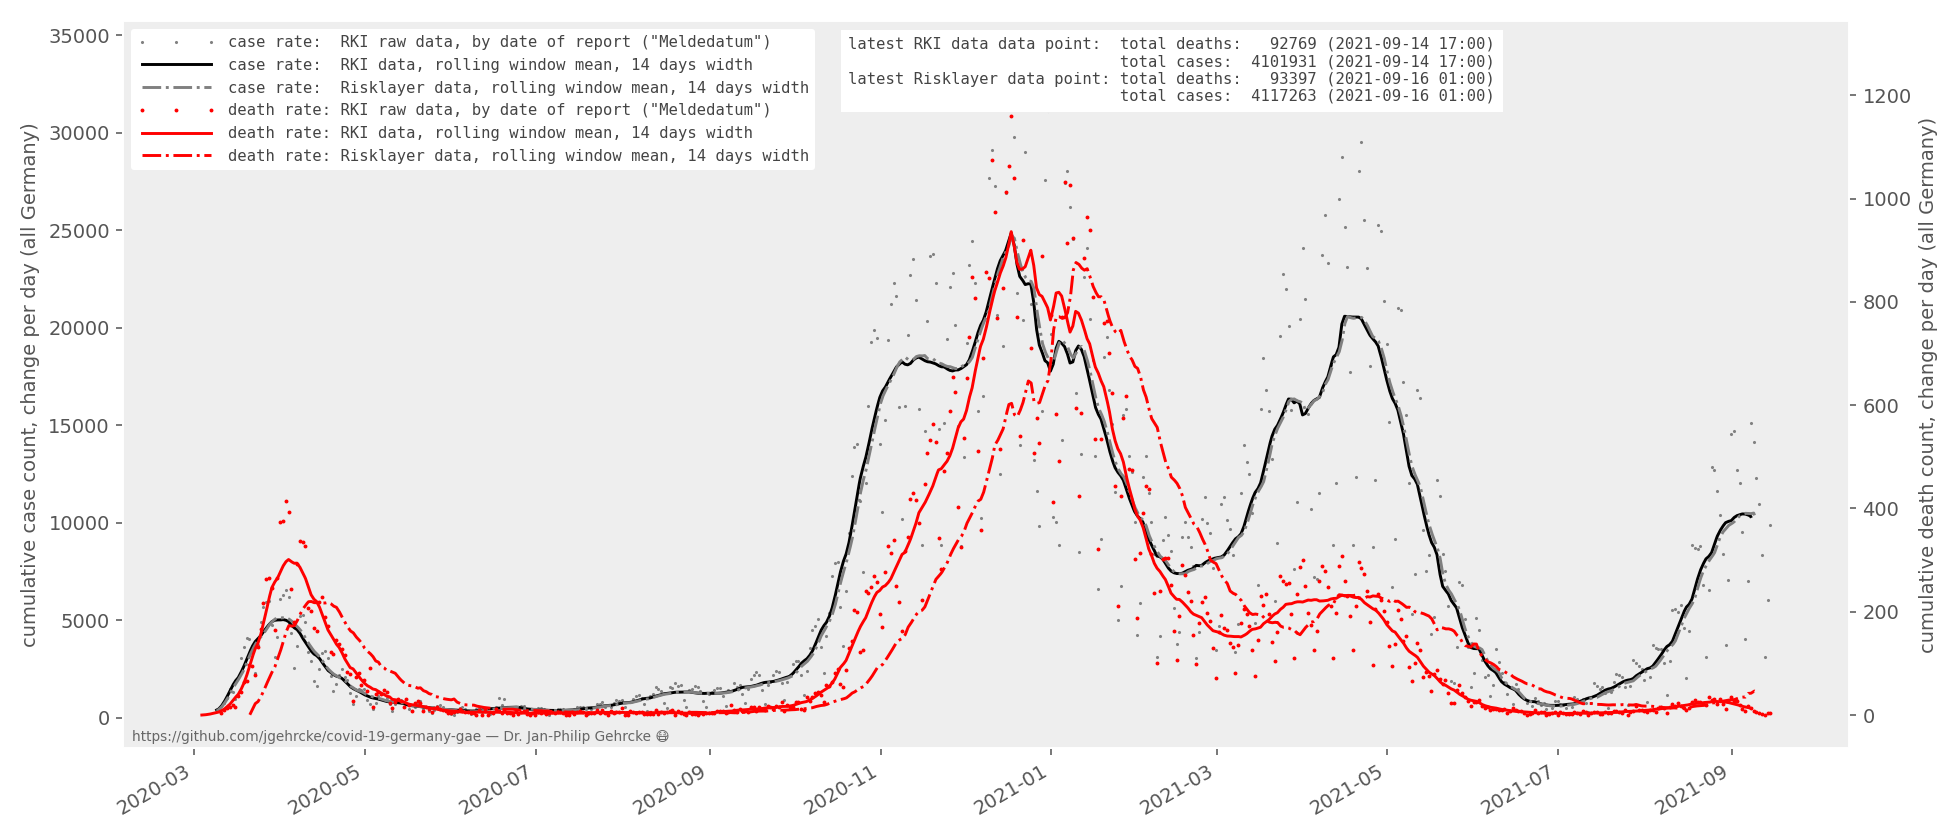 case rate:  RKI raw data, by date of report ("Meldedatum")
case rate:  RKI data, rolling window mean, 14 days width
case rate:  Risklayer data, rolling window mean, 14 days width
death rate: RKI raw data, by date of report ("Meldedatum")
death rate: RKI data, rolling window mean, 14 days width
death rate: Risklayer data, rolling window mean, 14 days width
latest RKI data data point:  total deaths:   92769 (2021-09-14 17:00)
total cases:  4101931 (2021-09-14 17:00)
latest Risklayer data point: total deaths:   93397 (2021-09-16 01:00)
total cases:  4117263 (2021-09-16 01:00)
cumulative case count, change per day (all Germany)
35000
30000
25000
20000
15000
10000
5000
0
1200
1000
800
600
400
200
0
cumulative death count, change per day (all Germany)
https://github.com/jgehrcke/covid-19-germany-gae — Dr. Jan-Philip Gehrcke 😷
2020-03
2020-05
2020-07
2020-09
2020-11
2021-01
2021-03
2021-05
2021-07
2021-09